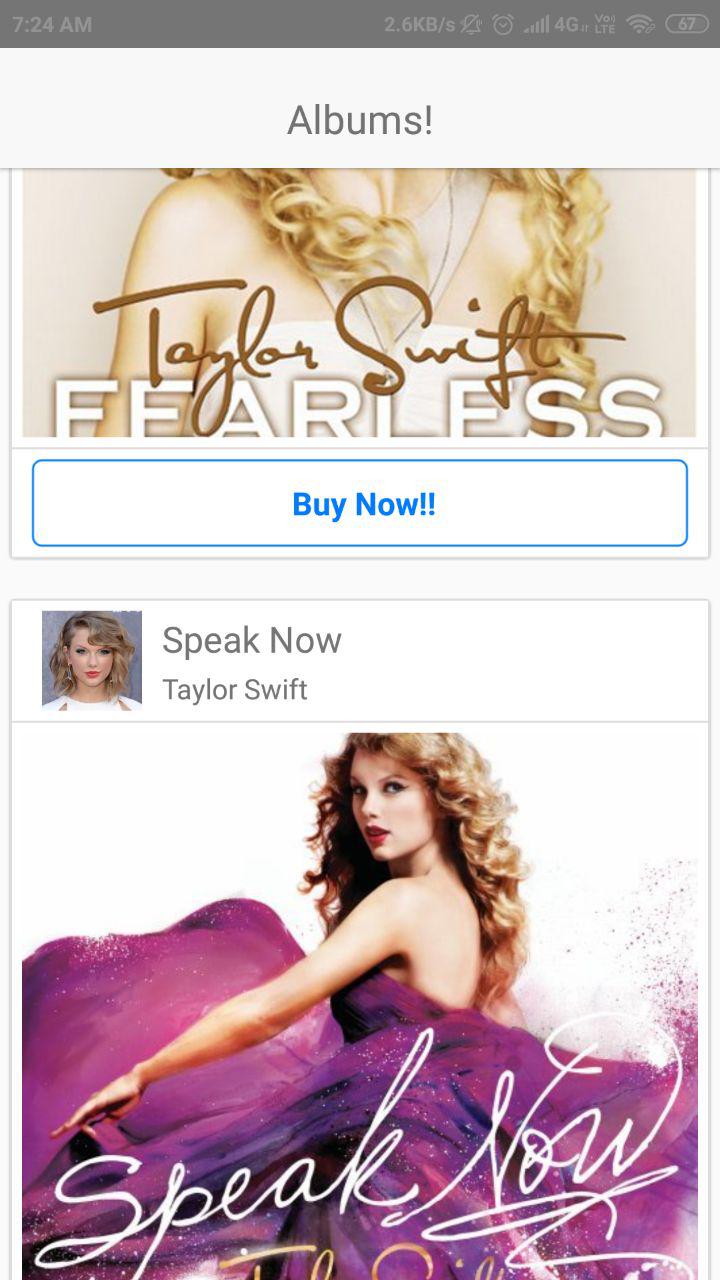 7:24 AM 2.6KB/s 4G Vo) LTE 67
Albums!
Taylor Swift
FEARLESS
Buy Now!!
Speak Now
Taylor Swift
Speak Now